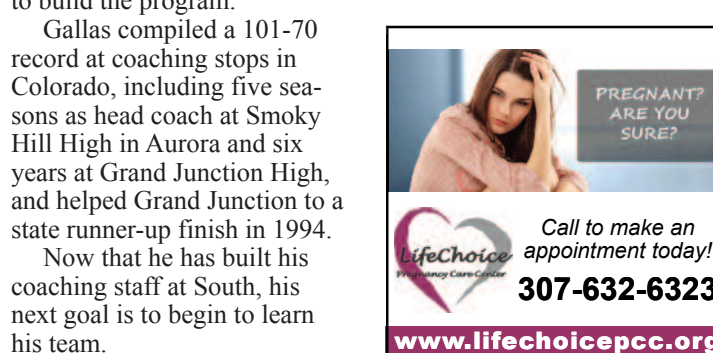 to build the program.
Gallas compiled a 101-70
record at coaching stops in
Colorado, including five sea-
sons as head coach at Smoky
Hill High in Aurora and six
years at Grand Junction High,
and helped Grand Junction to a
state runner-up finish in 1994.
Now that he has built his
coaching staff at South, his
next goal is to begin to learn
his team.
PREGNANT?
ARE YOU
SURE?
LifeChoice
Pregnancy Care Center
Call to make an
appointment today!
307-632-6323
www.lifechoicepcc.org